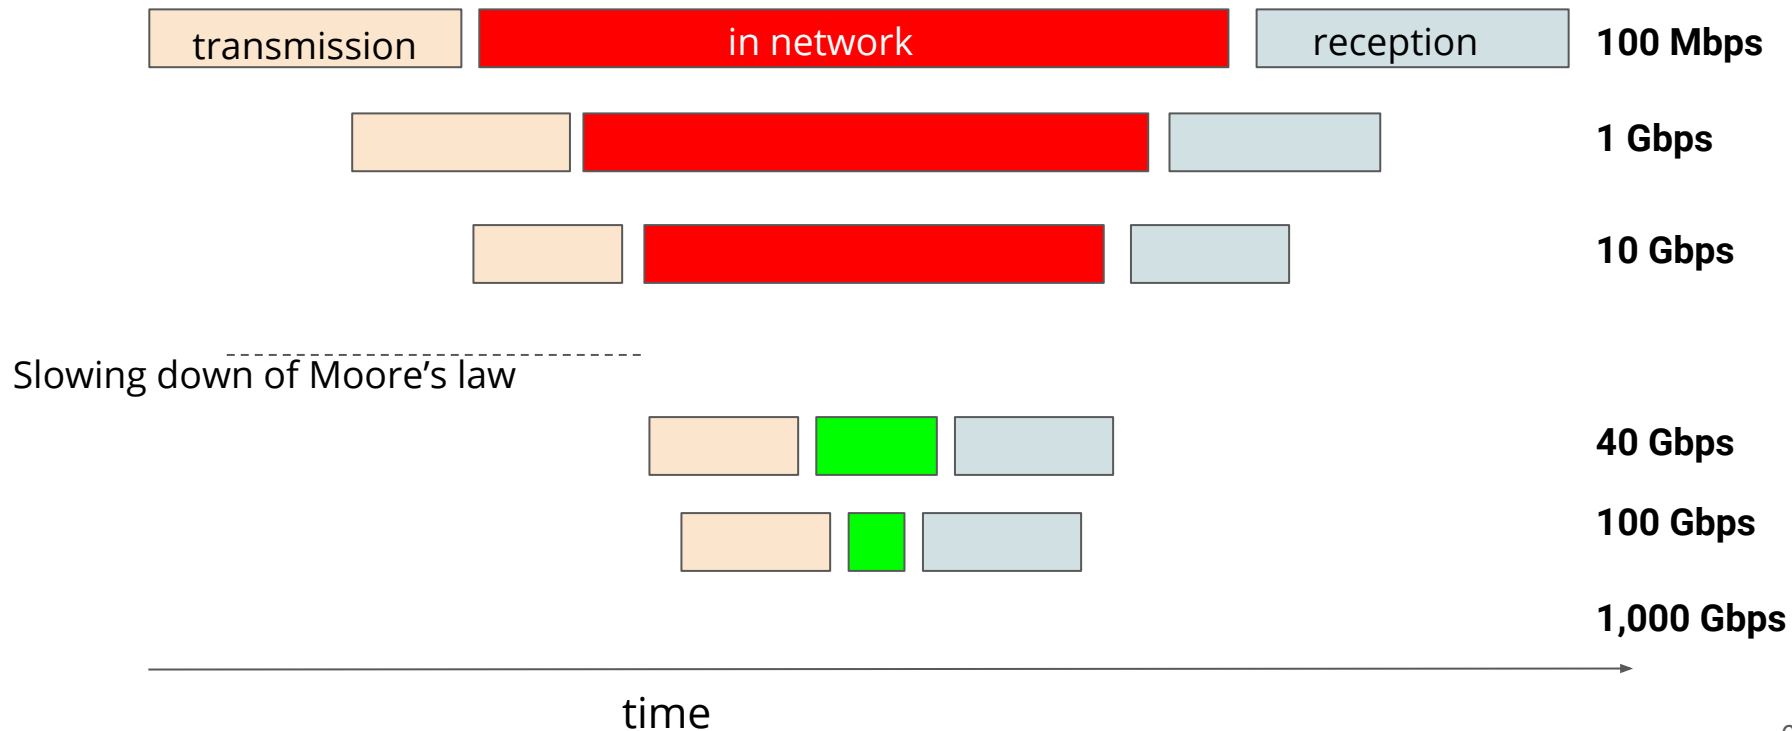 transmission in network reception 100 Mbps
1 Gbps
10 Gbps
Slowing down of Moore’s law
40 Gbps
100 Gbps
1,000 Gbps
time